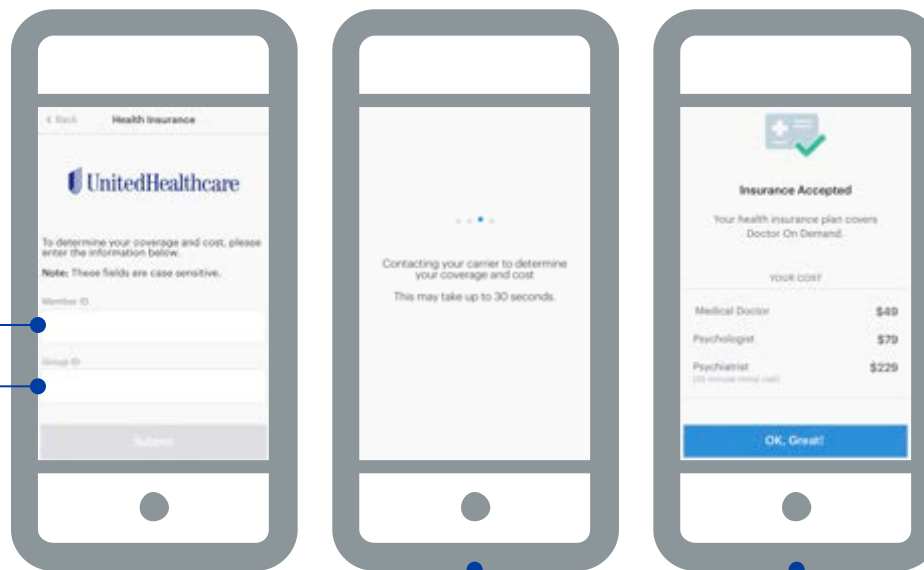 Back Health Insurance
UnitedHealthcare
To determine your coverage and cost, please
enter the information below.
Note: These fields are case sensitive.
Member ID
Group ID
Submit
Contacting your carrier to determine
your coverage and cost
This may take up to 30 seconds.
Insurance Accepted
Your health insurance plan covers
Doctor On Demand.
YOUR COST
Medical Doctor $49
Psychologist $79
Psychiatrist $229
OK, Great!